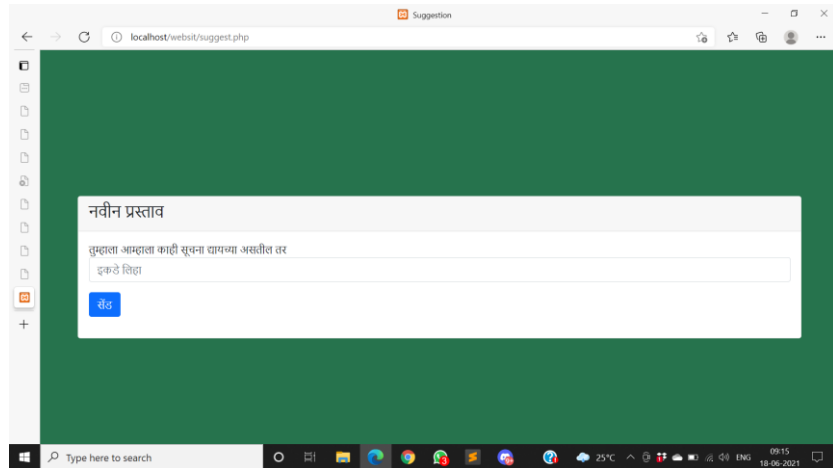 Suggestion
localhost/websit/suggest.php
नवीन प्रस्ताव
तुम्हाला आम्हाला काही सूचना द्यायच्या असतील तर
इकडे लिहा
सेंड
Type here to search
25°C
ENG
09:15
18-06-2021